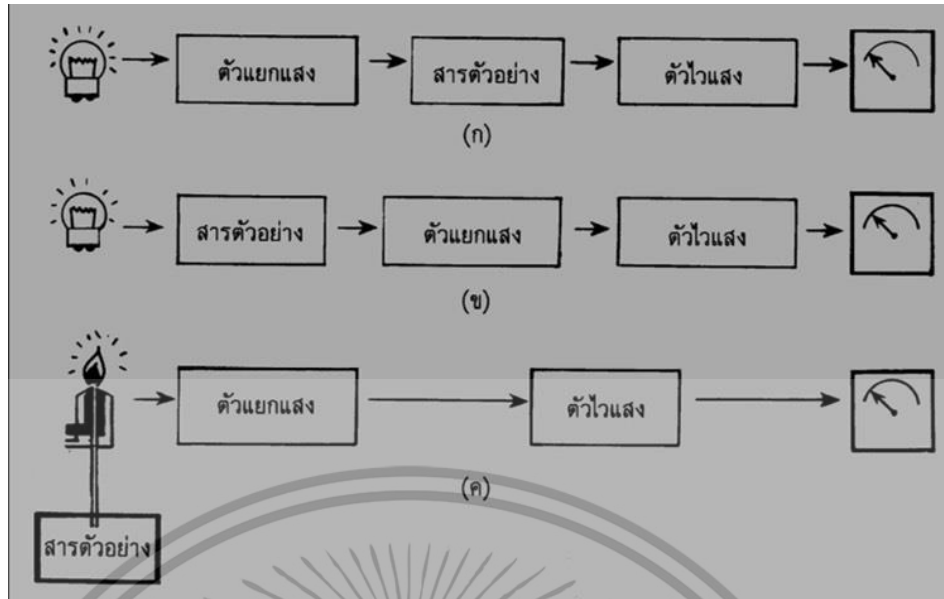 ตัวแยกแสง
สารตัวอย่าง
ตัวไวแสง
(ก)
สารตัวอย่าง
ตัวแยกแสง
ตัวไวแสง
(ข)
ตัวแยกแสง
ตัวไวแสง
(ค)
สารตัวอย่าง